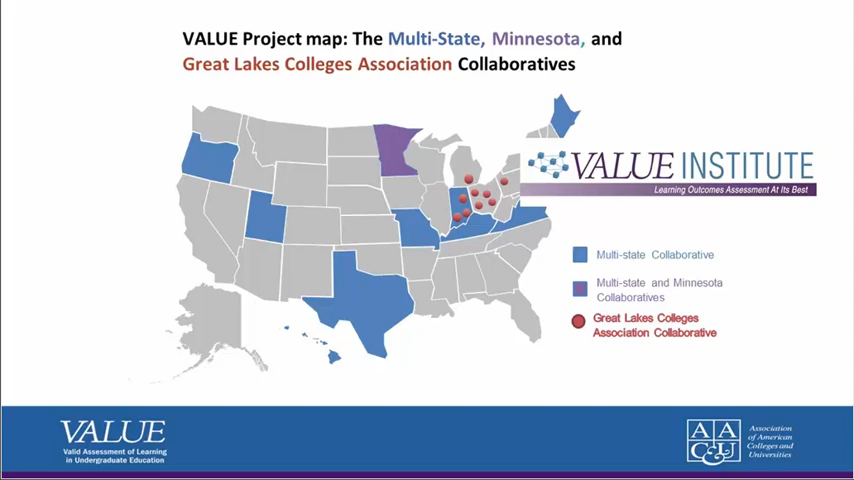 VALUE Project map: The Multi-State, Minnesota, and
Great Lakes Colleges Association Collaboratives
VALUE INSTITUTE
Learning Outcomes Assessment At Its Best
Multi-state Collaborative
Multi-state and Minnesota
Collaboratives
Great Lakes Colleges
Association Collaborative
VALUE
Valid Assessment of Learning
in Undergraduate Education
AA
C&U
Association
of American
Colleges and
Universities